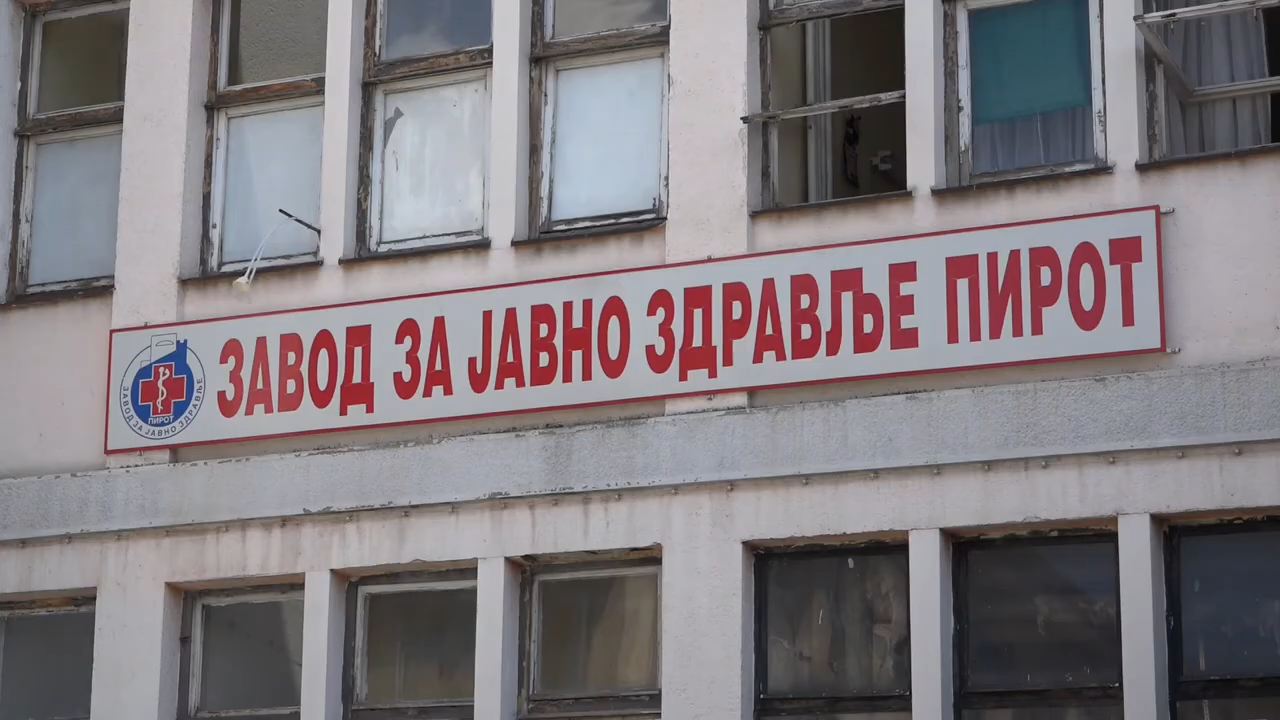 ЗАВОД ЗА ЈАВНО ЗДРАВЉЕ ПИРОТ
ПИРОТ
ЗАВОД ЗА ЈАВНО ЗДРАВЉЕ